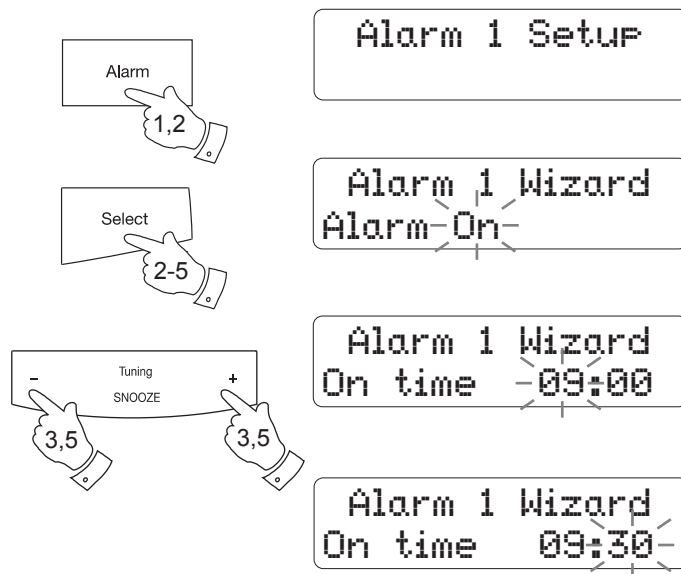 Alarm
1,2
Select
2-5
-
Tuning
+
SNOOZE
3,5
3,5
Alarm 1 Setup
Alarm 1 Wizard
Alarm On
Alarm 1 Wizard
On time 09:00
Alarm 1 Wizard
On time 09:30